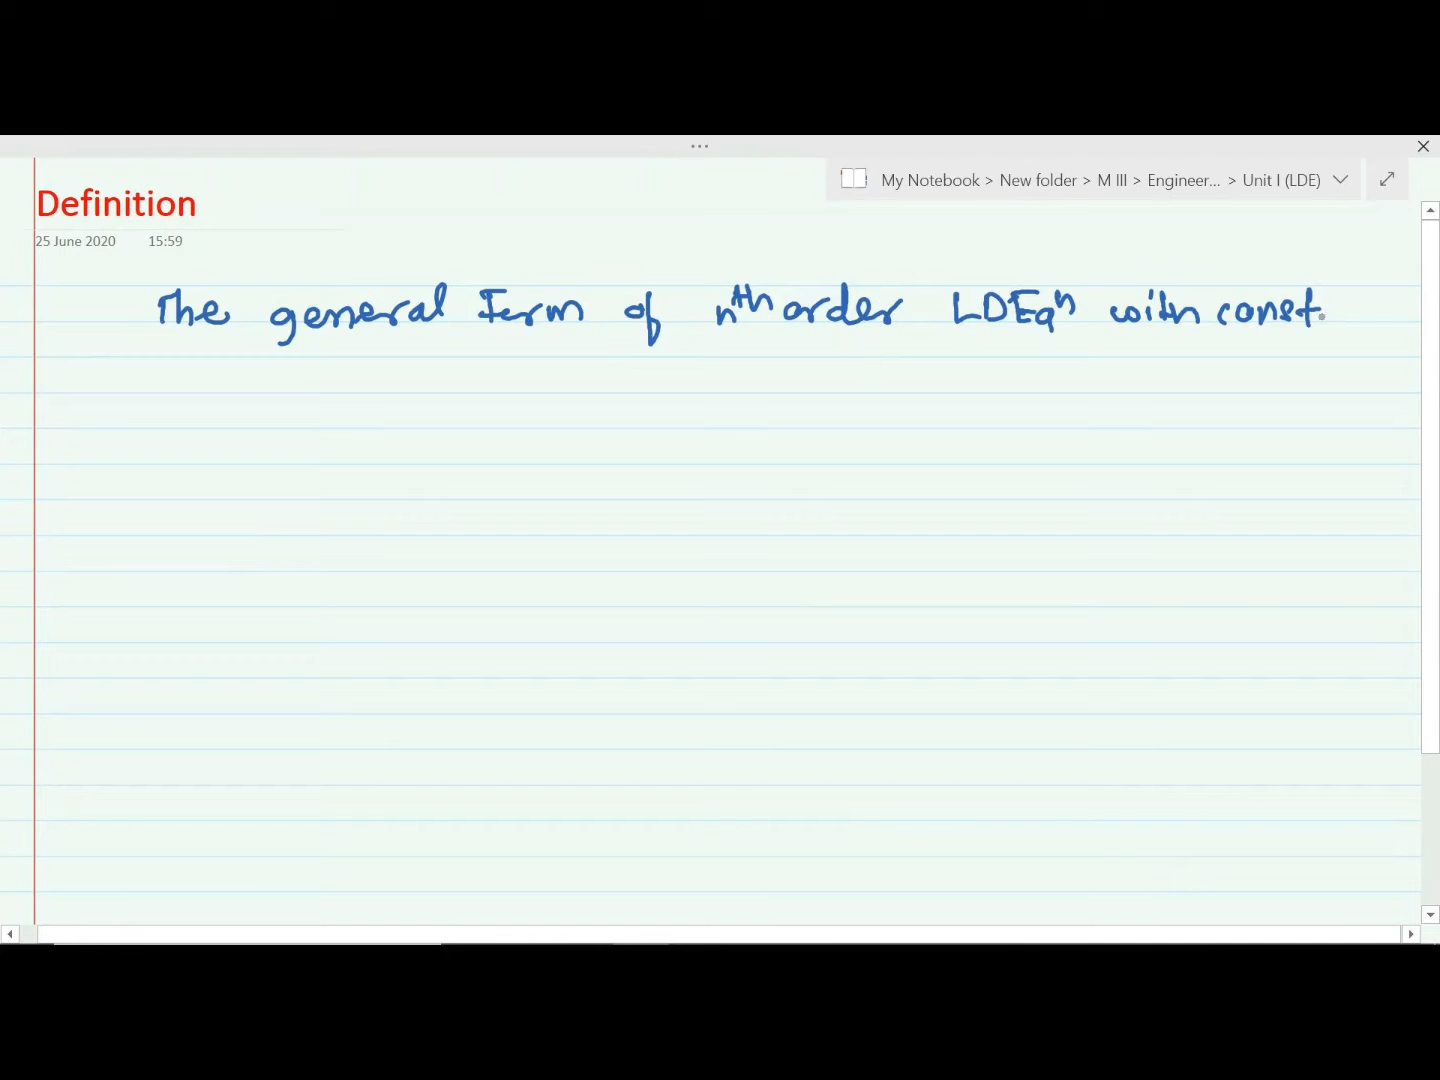 My Notebook > New folder > M III > Engineer... > Unit I (LDE)
Definition
25 June 2020 15:59
The general Form of nth order LDEqn with const.